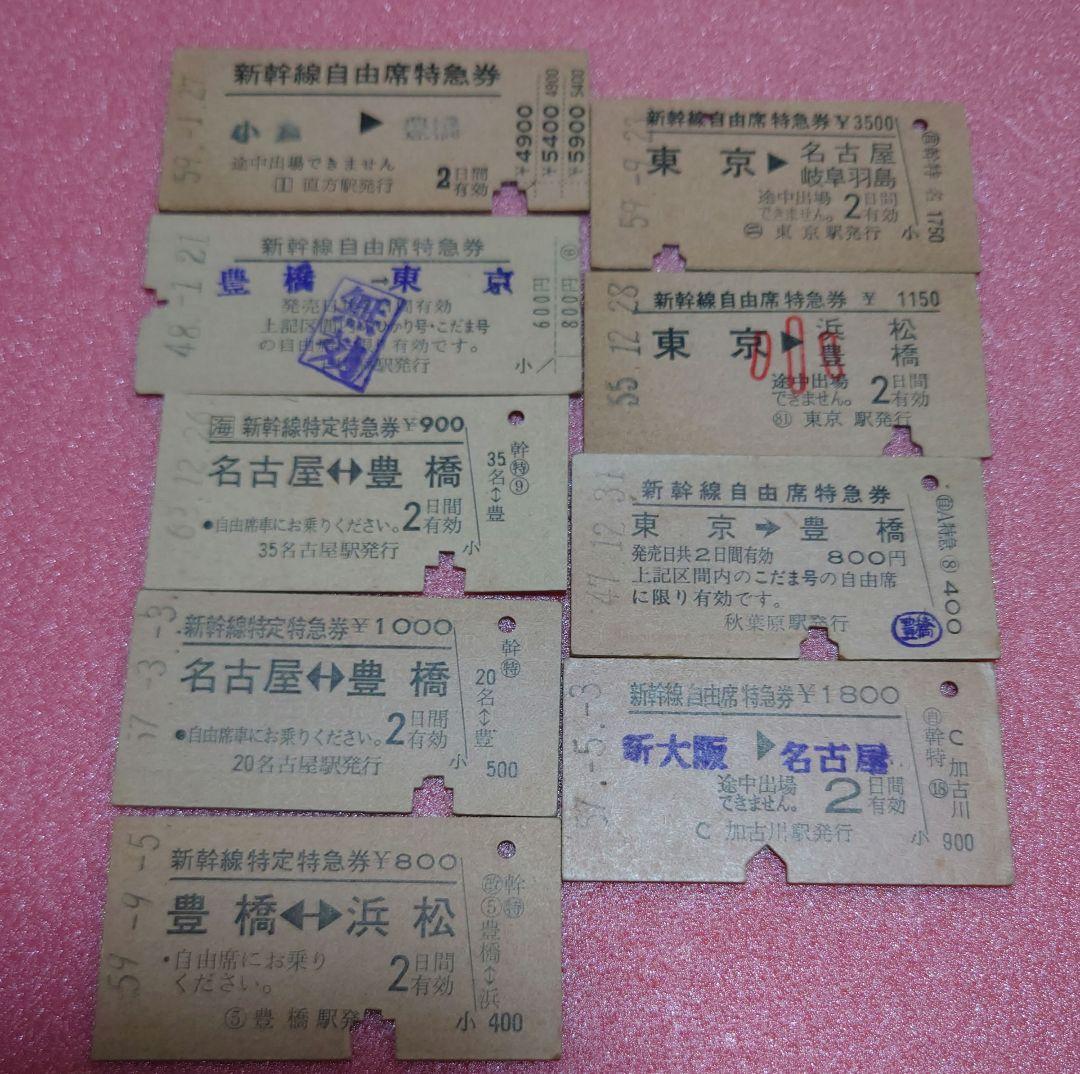 新幹線自由席特急券
59.-1.27
小
▶
豊橋
途中出場できません
1 直方駅発行
2日間有効
¥4900
¥5400 4900
¥5900 5400
新幹線自由席特急券
48.-1.21
豊橋→東京
上記区間内のひかり号・こだま号
の自由席に限り有効です。
駅発行
小
600円
800円
海 新幹線特定特急券¥900
名古屋↔豊橋
●自由席車にお乗りください。2日間有効
35名古屋駅発行
小
幹特9
35名↔豊
新幹線特定特急券¥1000
57.-3.-3
名古屋↔豊橋
●自由席車にお乗りください。2日間有効
20名古屋駅発行
小 500
幹特
20名↔豊
新幹線特定特急券¥800
59.-9.-5
豊橋↔浜松
・自由席にお乗り
ください。
2日間有効
⑤豊橋駅発
小 400
幹特
改⑤豊橋↔浜
新幹線自由席特急券¥3500
59.-9.23
東京▶名古屋
岐阜羽島
途中出場
できません。
2日間有効
⑪東京駅発行
小 1750
新幹線自由席特急券 ¥ 1150
55.12.28
東京▶浜松
豊橋
途中出場
できません。
2日間有効
81 東京駅発行
新幹線自由席特急券
47.12.31
東京→豊橋
発売日共2日間有効 800円
上記区間内のこだま号の自由席
に限り有効です。
秋葉原駅発行
豊橋
自A特急⑧
400
新幹線自由席特急券¥1800
57.-5.-3
新大阪▶名古屋
途中出場
できません。
2日間有効
C 加古川駅発行
小 900
自幹特⑱
C加古川